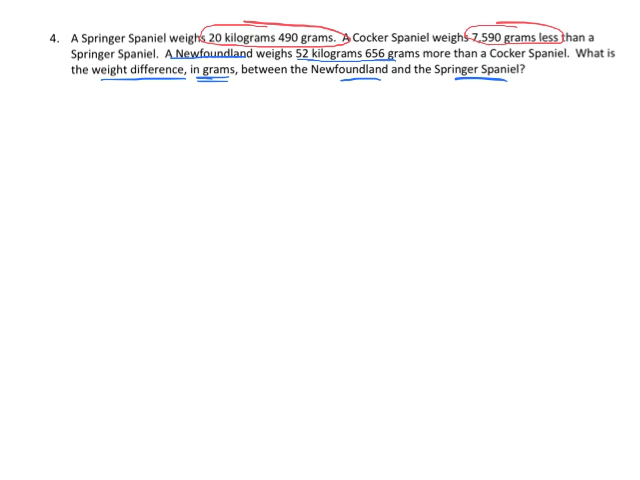 4. A Springer Spaniel weighs 20 kilograms 490 grams. A Cocker Spaniel weighs 7,590 grams less than a
Springer Spaniel. A Newfoundland weighs 52 kilograms 656 grams more than a Cocker Spaniel. What is
the weight difference, in grams, between the Newfoundland and the Springer Spaniel?